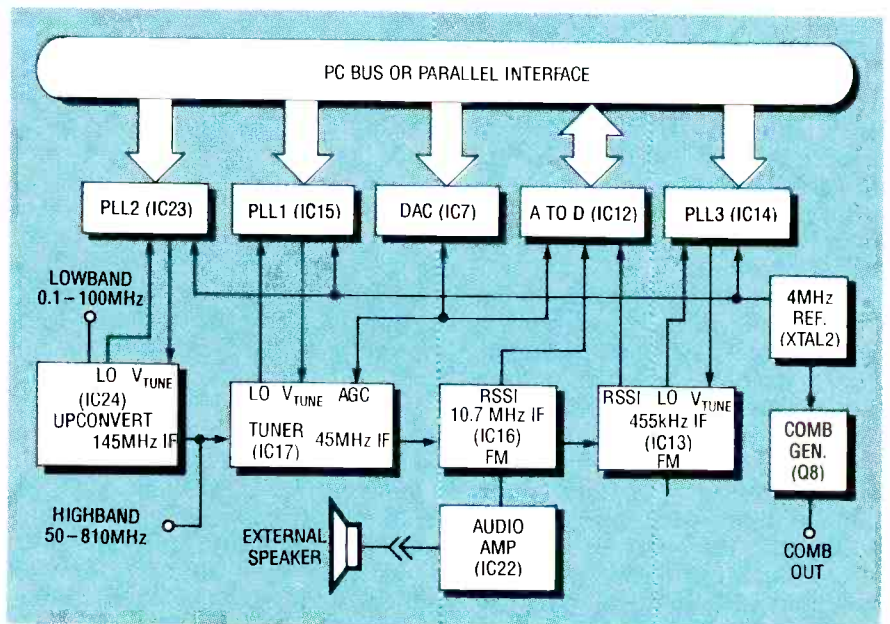 PC BUS OR PARALLEL INTERFACE
PLL2 (IC23)
PLL1 (IC15)
DAC (IC7)
A TO D (IC12)
PLL3 (IC14)
LOWBAND
0.1–100MHz
4MHz
REF.
(XTAL2)
LO VTUNE
(IC24)
UPCONVERT
145MHz IF
LO VTUNE AGC
TUNER
(IC17)
45MHz IF
RSSI
10.7 MHz IF
(IC16)
FM
RSSI LO VTUNE
455kHz IF
(IC13)
FM
COMB
GEN.
(Q8)
HIGHBAND
50–810MHz
EXTERNAL
SPEAKER
AUDIO
AMP
(IC22)
COMB
OUT